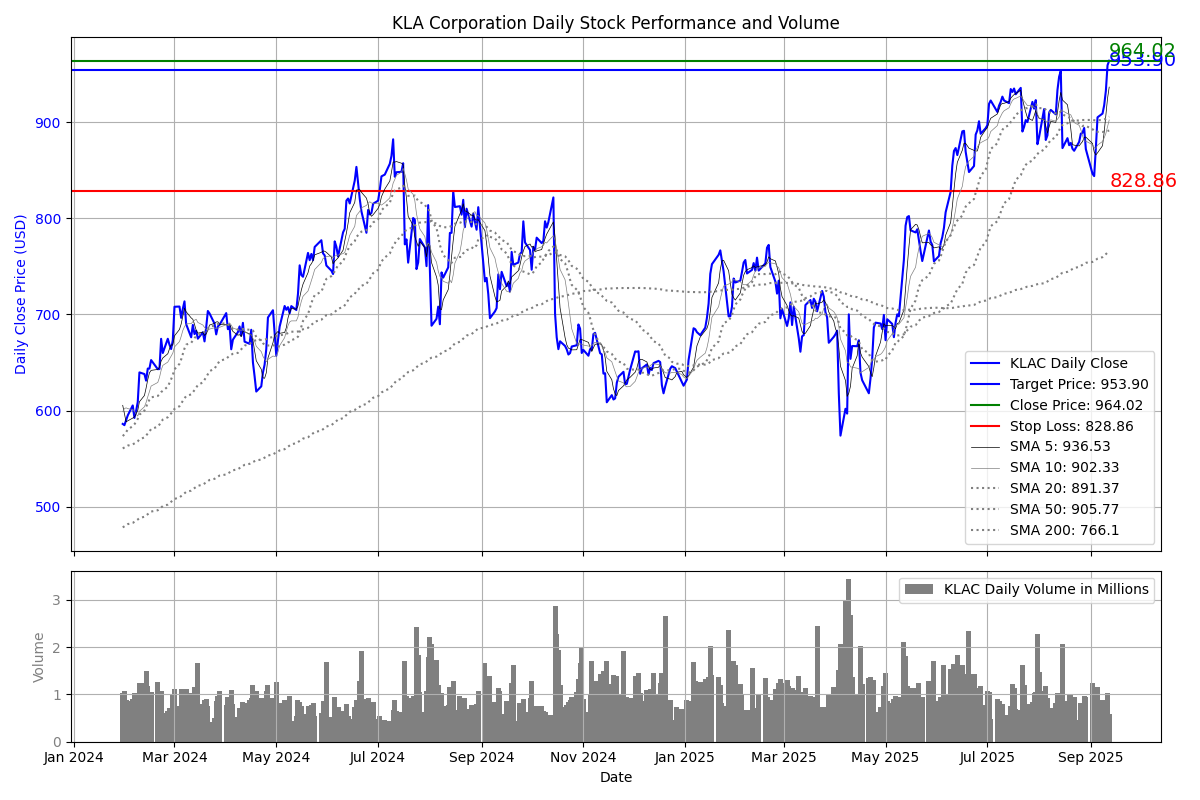 KLA Corporation Daily Stock Performance and Volume
964.02
953.90
828.86
Daily Close Price (USD)
900
800
700
600
500
KLAC Daily Close
Target Price: 953.90
Close Price: 964.02
Stop Loss: 828.86
SMA 5: 936.53
SMA 10: 902.33
SMA 20: 891.37
SMA 50: 905.77
SMA 200: 766.1
Volume
3
2
1
0
KLAC Daily Volume in Millions
Jan 2024 Mar 2024 May 2024 Jul 2024 Sep 2024 Nov 2024 Jan 2025 Mar 2025 May 2025 Jul 2025 Sep 2025
Date